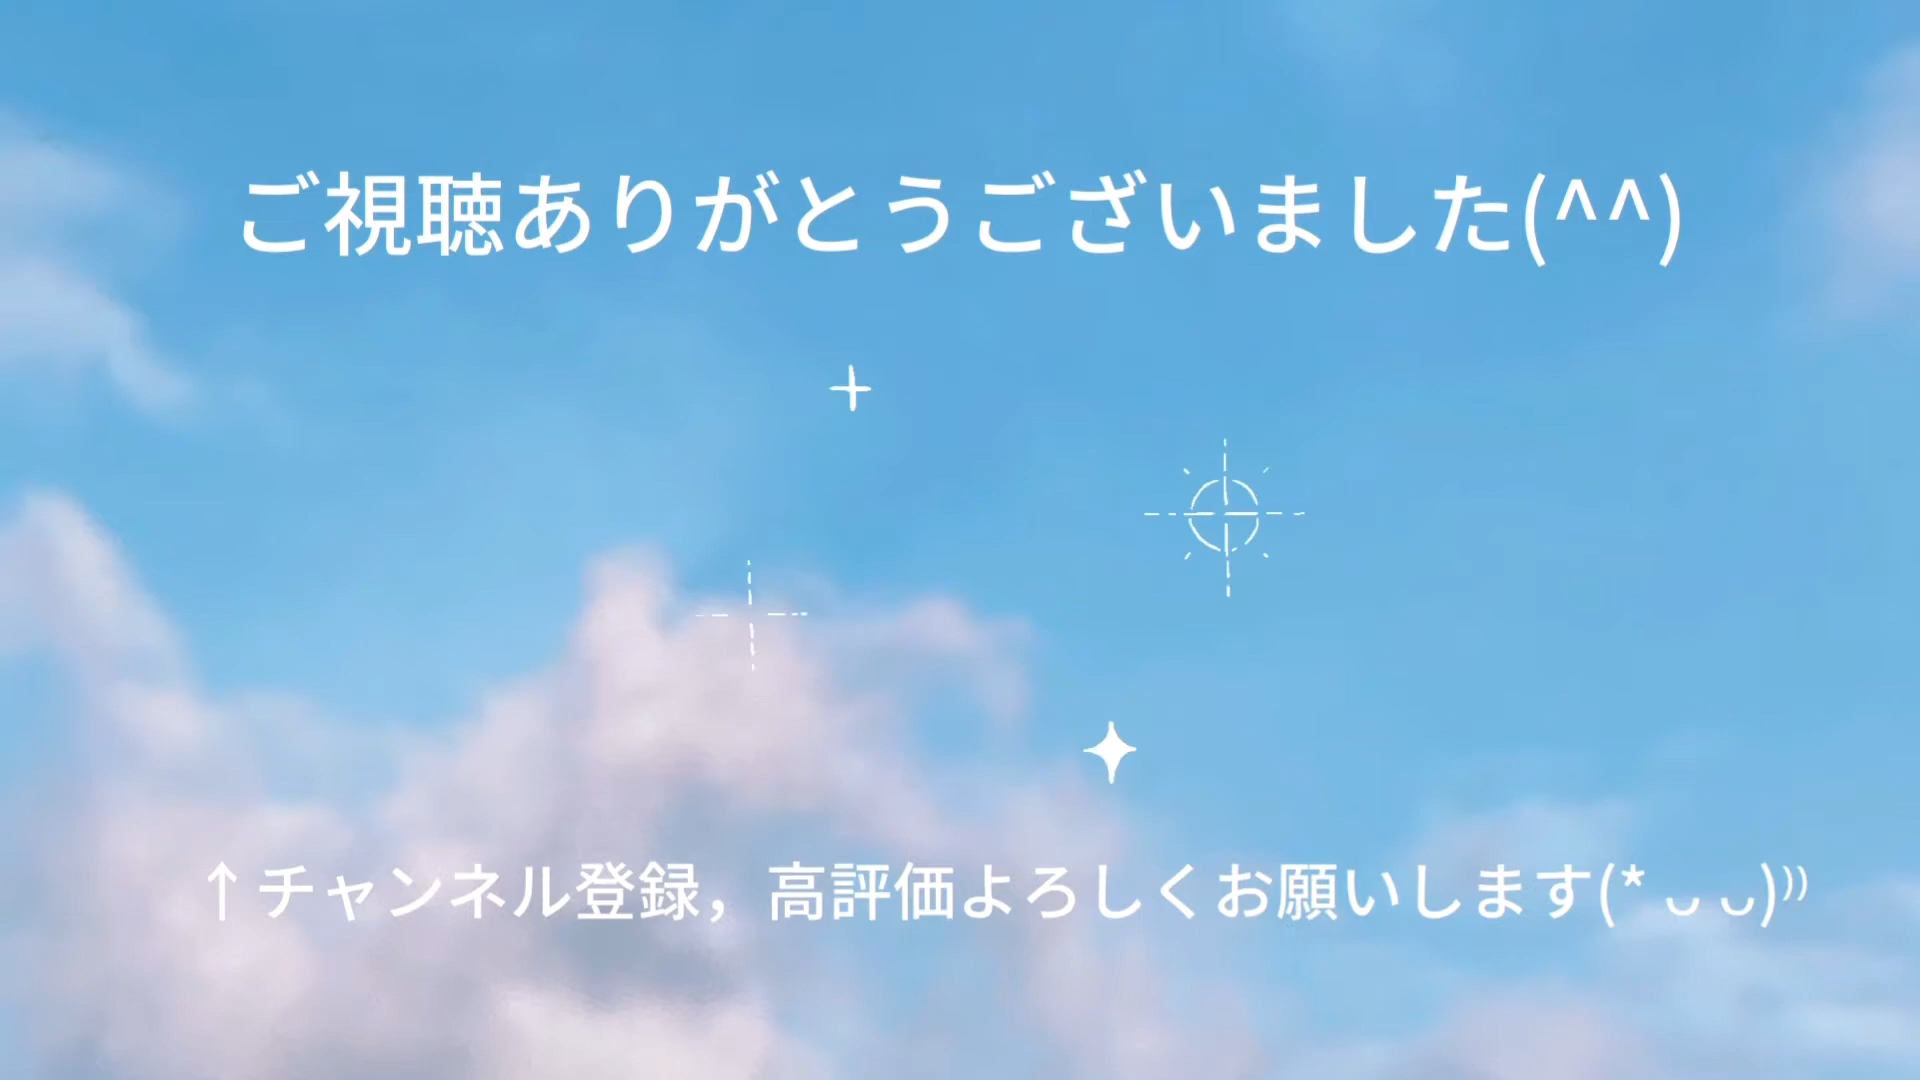 ご視聴ありがとうございました(^^)
↑チャンネル登録，高評価よろしくお願いします(* ᴗ ᴗ)⁾⁾